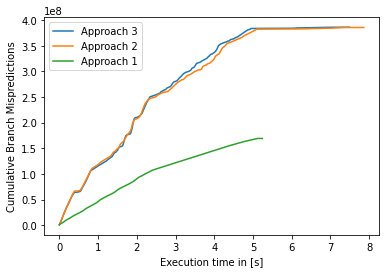 1e8
4.0
3.5
3.0
2.5
2.0
1.5
1.0
0.5
0.0
Cumulative Branch Mispredictions
Approach 3
Approach 2
Approach 1
0 1 2 3 4 5 6 7 8
Execution time in [s]